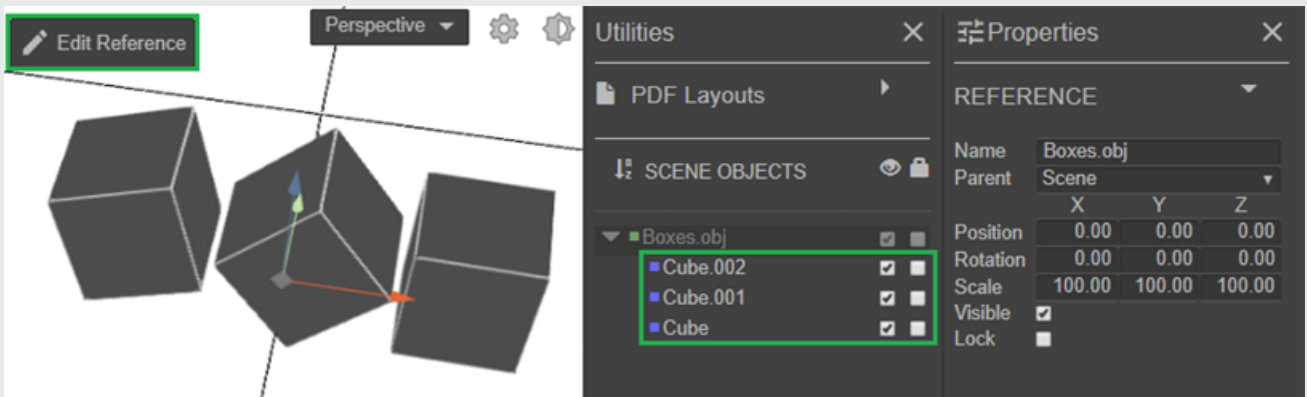 Edit Reference
Perspective
Utilities
PDF Layouts
SCENE OBJECTS
Boxes.obj
Cube.002
Cube.001
Cube
Properties
REFERENCE
Name Boxes.obj
Parent Scene
X Y Z
Position 0.00 0.00 0.00
Rotation 0.00 0.00 0.00
Scale 100.00 100.00 100.00
Visible
Lock